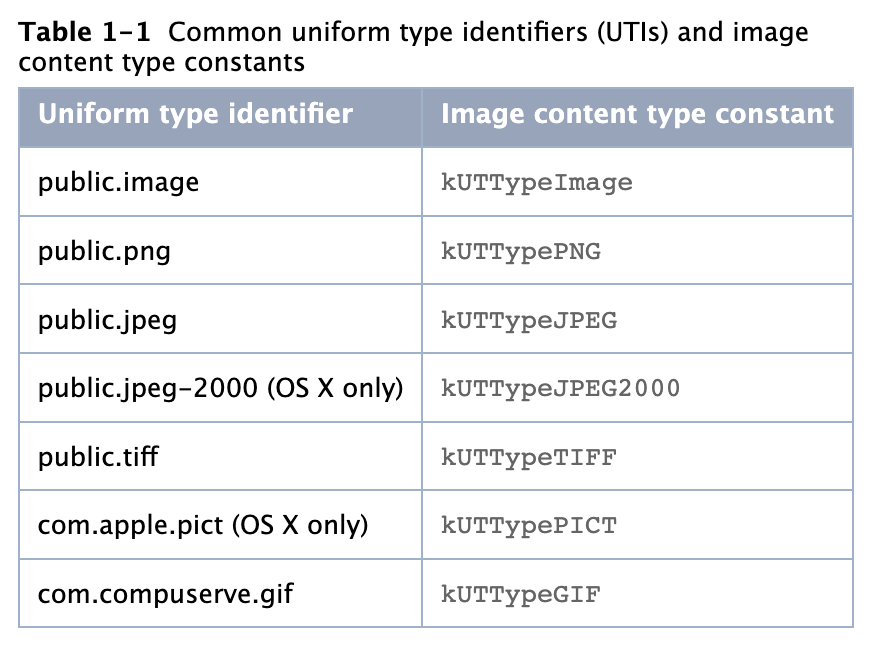 Table 1-1 Common uniform type identifiers (UTIs) and image
content type constants
Uniform type identifier Image content type constant
public.image kUTTypeImage
public.png kUTTypePNG
public.jpeg kUTTypeJPEG
public.jpeg-2000 (OS X only) kUTTypeJPEG2000
public.tiff kUTTypeTIFF
com.apple.pict (OS X only) kUTTypePICT
com.compuserve.gif kUTTypeGIF